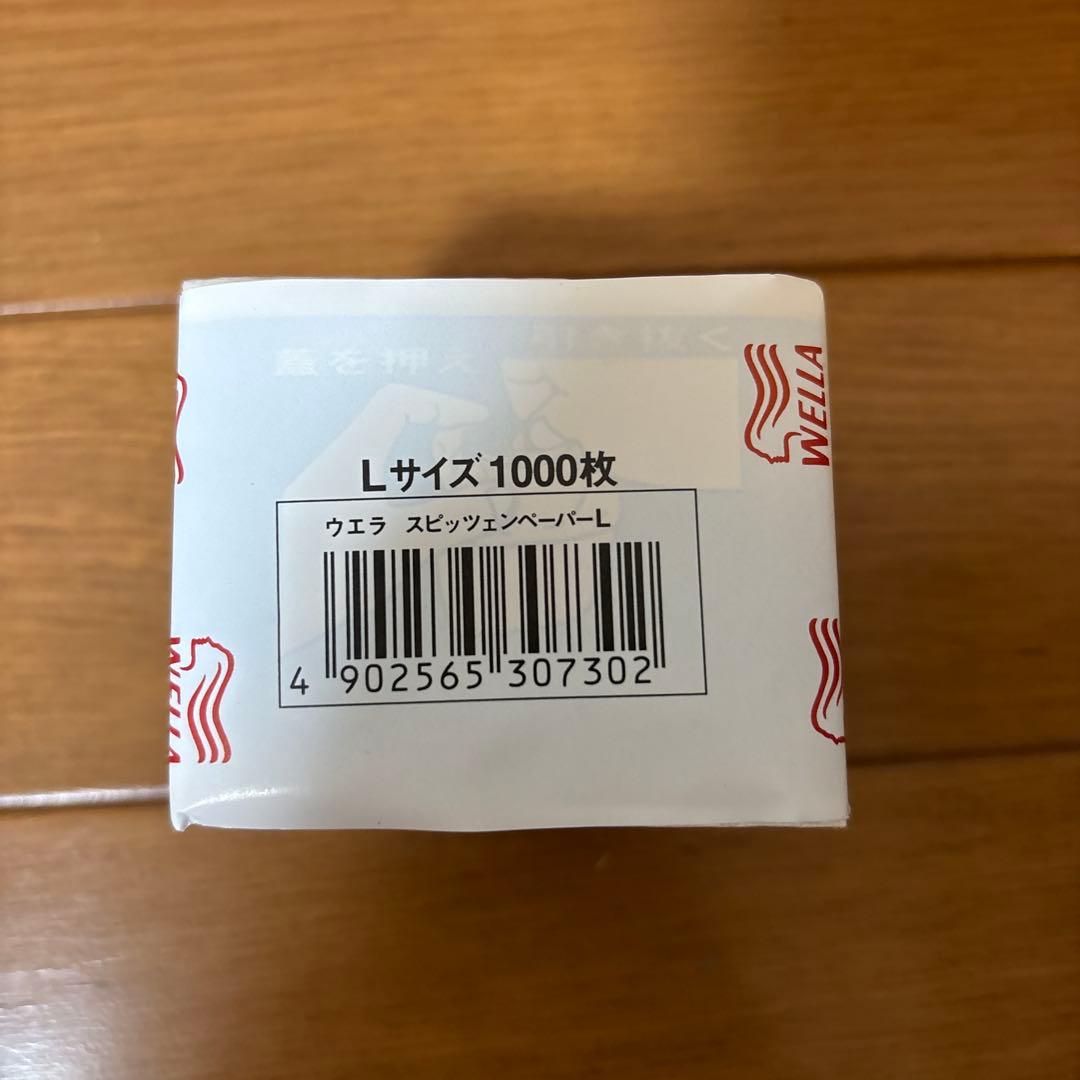 引き抜く
蓋を押え
WELLA
Lサイズ 1000枚
ウエラ スピッツェンペーパーL
4 902565 307302
WELLA